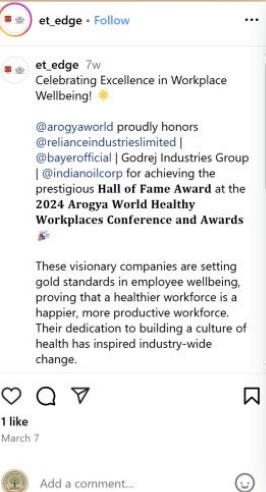 et_edge • Follow
et_edge 7w
Celebrating Excellence in Workplace
Wellbeing! ☀️
@arogyaworld proudly honors
@relianceindustrieslimited |
@bayerofficial | Godrej Industries Group
| @indianoilcorp for achieving the
prestigious Hall of Fame Award at the
2024 Arogya World Healthy
Workplaces Conference and Awards
🎉
These visionary companies are setting
gold standards in employee wellbeing,
proving that a healthier workforce is a
happier, more productive workforce.
Their dedication to building a culture of
health has inspired industry-wide
change.
1 like
March 7
Add a comment...